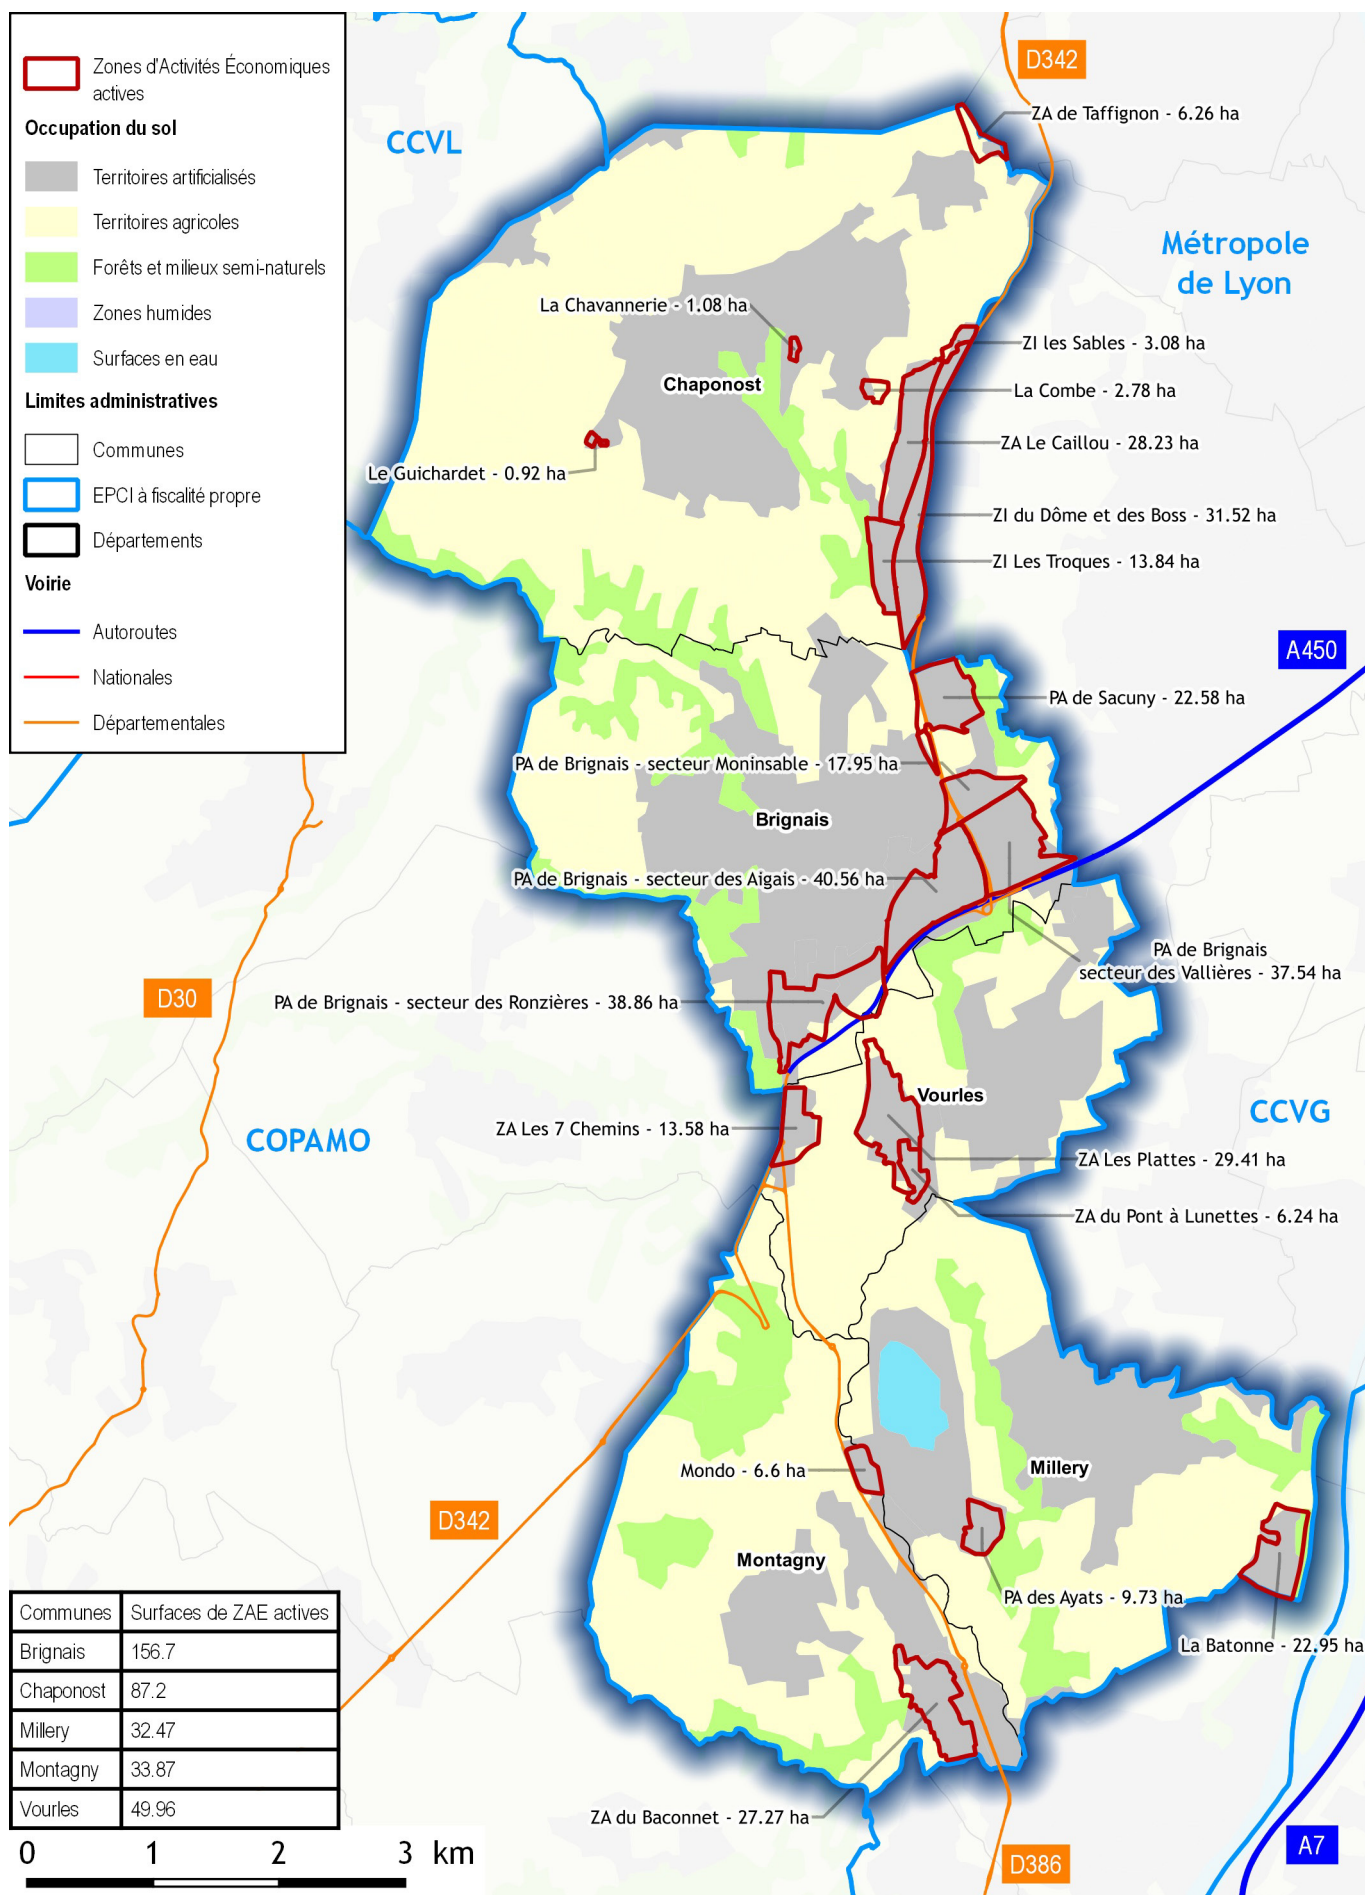 Zones d'Activités Économiques
actives
Occupation du sol
Territoires artificialisés
Territoires agricoles
Forêts et milieux semi-naturels
Zones humides
Surfaces en eau
Limites administratives
Communes
EPCI à fiscalité propre
Départements
Voirie
Autoroutes
Nationales
Départementales
D342
CCVL
ZA de Taffignon - 6.26 ha
Métropole
de Lyon
La Chavannerie - 1.08 ha
ZI les Sables - 3.08 ha
Chaponost
La Combe - 2.78 ha
ZA Le Caillou - 28.23 ha
Le Guichardet - 0.92 ha
ZI du Dôme et des Boss - 31.52 ha
ZI Les Troques - 13.84 ha
A450
PA de Sacuny - 22.58 ha
PA de Brignais - secteur Moninsable - 17.95 ha
Brignais
PA de Brignais - secteur des Aigais - 40.56 ha
PA de Brignais
secteur des Vallières - 37.54 ha
D30
PA de Brignais - secteur des Ronzières - 38.86 ha
Vourles
CCVG
ZA Les 7 Chemins - 13.58 ha
COPAMO
ZA Les Plattes - 29.41 ha
ZA du Pont à Lunettes - 6.24 ha
Millery
Mondo - 6.6 ha
D342
Montagny
PA des Ayats - 9.73 ha
La Batonne - 22.95 ha
ZA du Baconnet - 27.27 ha
D386
A7
Communes Surfaces de ZAE actives
Brignais 156.7
Chaponost 87.2
Millery 32.47
Montagny 33.87
Vourles 49.96
0 1 2 3 km